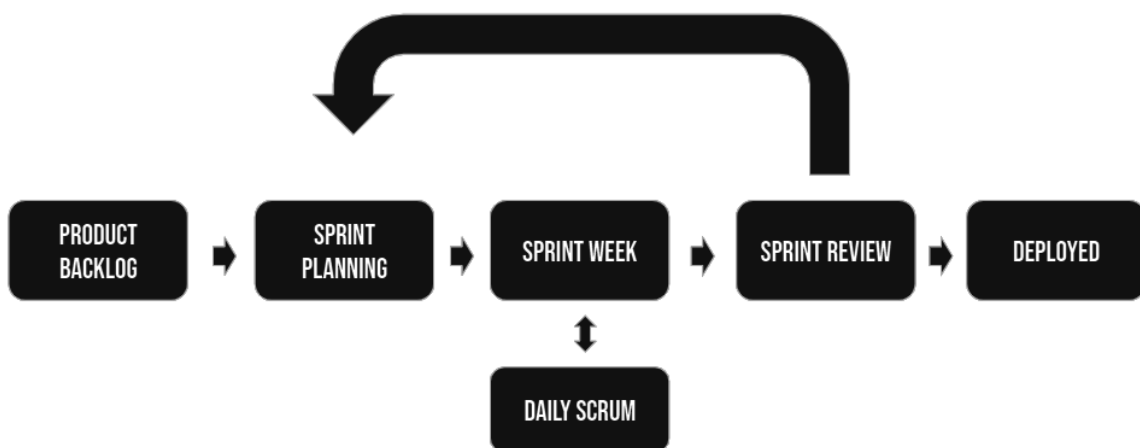 PRODUCT
BACKLOG
SPRINT
PLANNING
SPRINT WEEK
SPRINT REVIEW
DEPLOYED
DAILY SCRUM